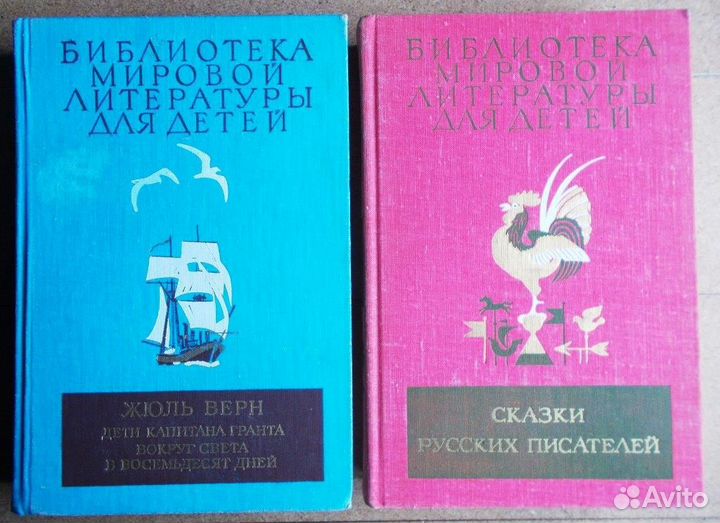 БИБЛИОТЕКА
МИРОВОЙ
ЛИТЕРАТУРЫ
ДЛЯ ДЕТЕЙ
ЖЮЛЬ ВЕРН
ДЕТИ КАПИТАНА ГРАНТА
ВОКРУГ СВЕТА
В ВОСЕМЬДЕСЯТ ДНЕЙ
БИБЛИОТЕКА
МИРОВОЙ
ЛИТЕРАТУРЫ
ДЛЯ ДЕТЕЙ
СКАЗКИ
РУССКИХ ПИСАТЕЛЕЙ
Avito